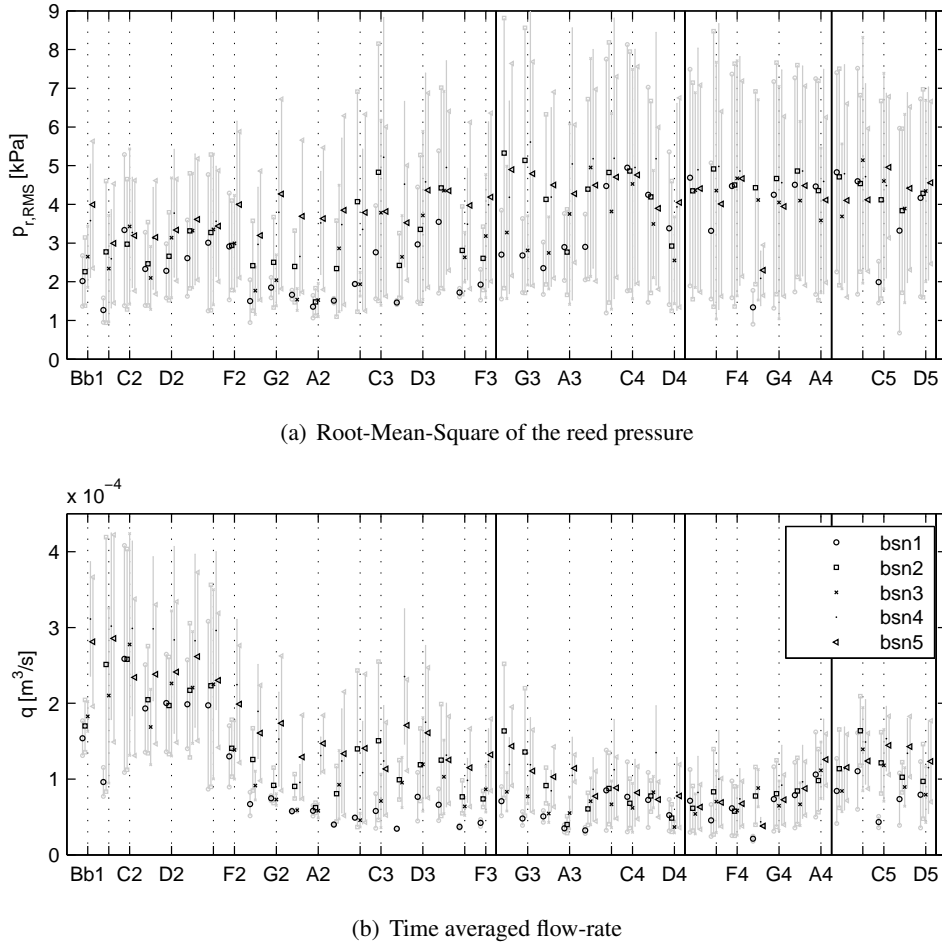 9
8
7
6
5
4
3
2
1
0
p_r,RMS [kPa]
Bb1 C2 D2 F2 G2 A2 C3 D3 F3 G3 A3 C4 D4 F4 G4 A4 C5 D5
(a) Root-Mean-Square of the reed pressure
x 10^-4
4
3
2
1
0
q [m^3/s]
bsn1
bsn2
bsn3
bsn4
bsn5
Bb1 C2 D2 F2 G2 A2 C3 D3 F3 G3 A3 C4 D4 F4 G4 A4 C5 D5
(b) Time averaged flow-rate